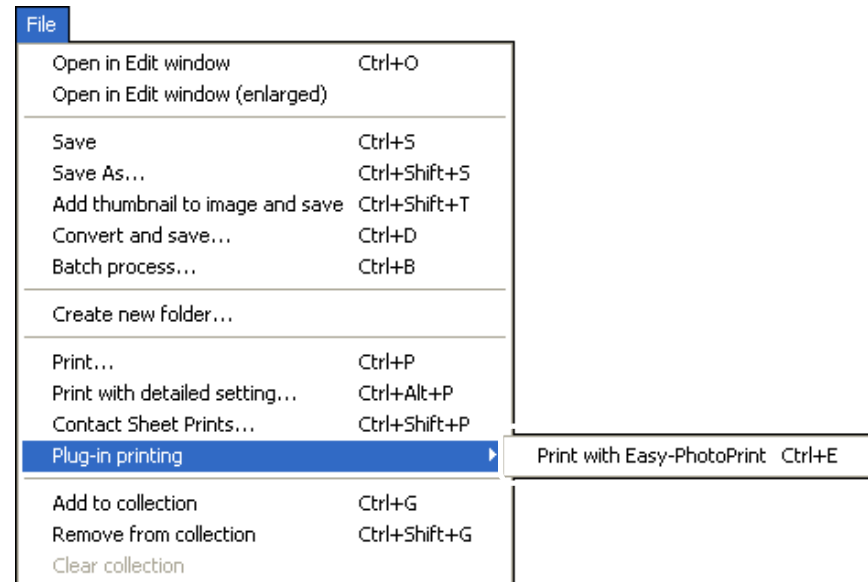 File
Open in Edit window Ctrl+O
Open in Edit window (enlarged)
Save Ctrl+S
Save As... Ctrl+Shift+S
Add thumbnail to image and save Ctrl+Shift+T
Convert and save... Ctrl+D
Batch process... Ctrl+B
Create new folder...
Print... Ctrl+P
Print with detailed setting... Ctrl+Alt+P
Contact Sheet Prints... Ctrl+Shift+P
Plug-in printing Print with Easy-PhotoPrint Ctrl+E
Add to collection Ctrl+G
Remove from collection Ctrl+Shift+G
Clear collection